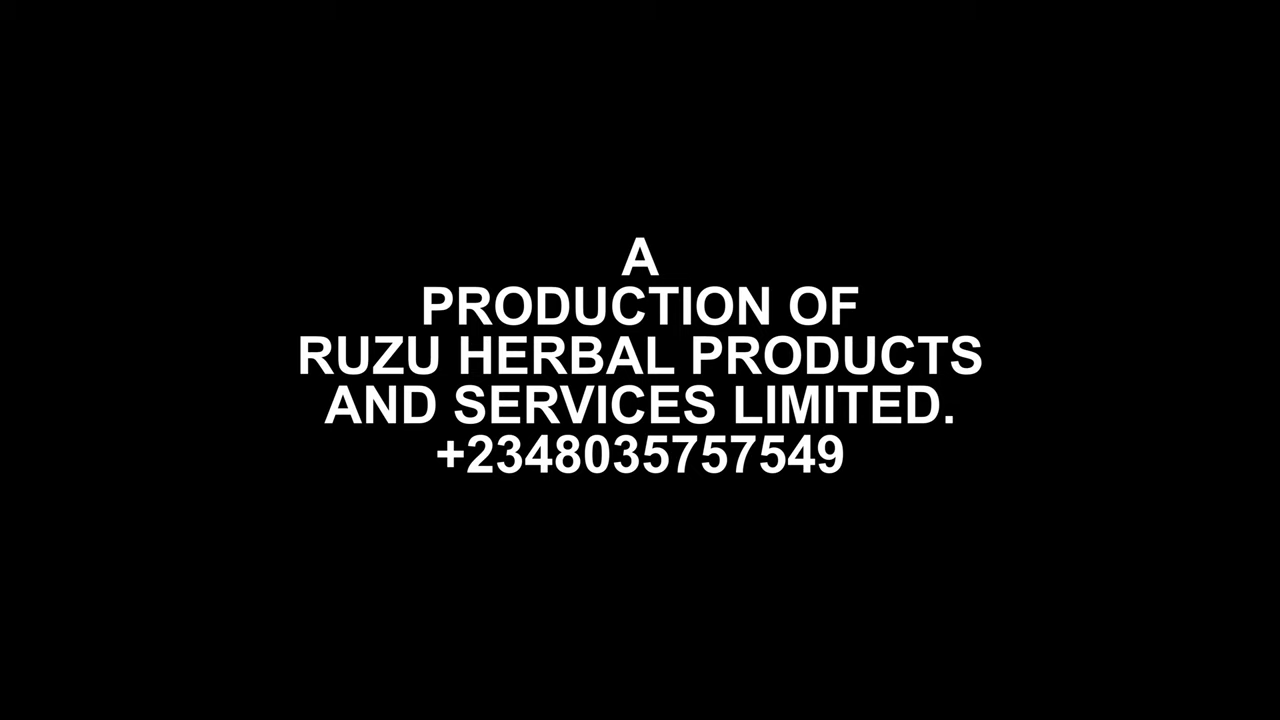 A
PRODUCTION OF
RUZU HERBAL PRODUCTS
AND SERVICES LIMITED.
+2348035757549